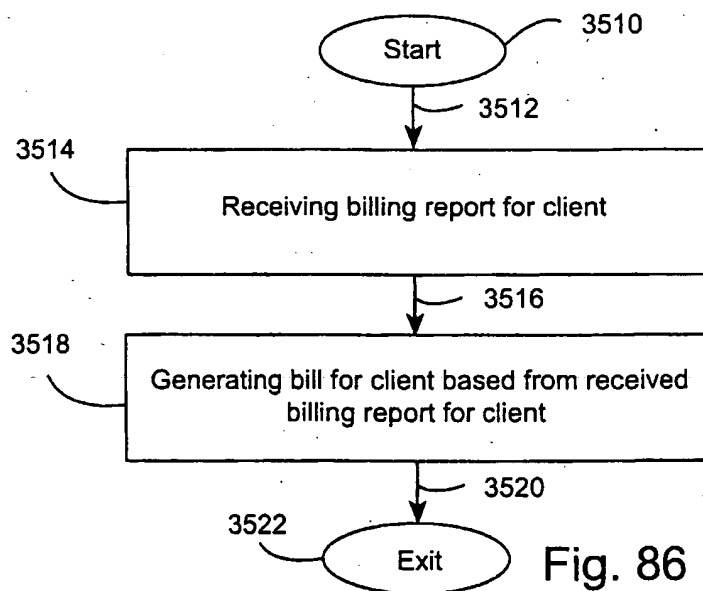 Start
3510
3512
3514
Receiving billing report for client
3516
3518
Generating bill for client based from received
billing report for client
3520
3522
Exit
Fig. 86